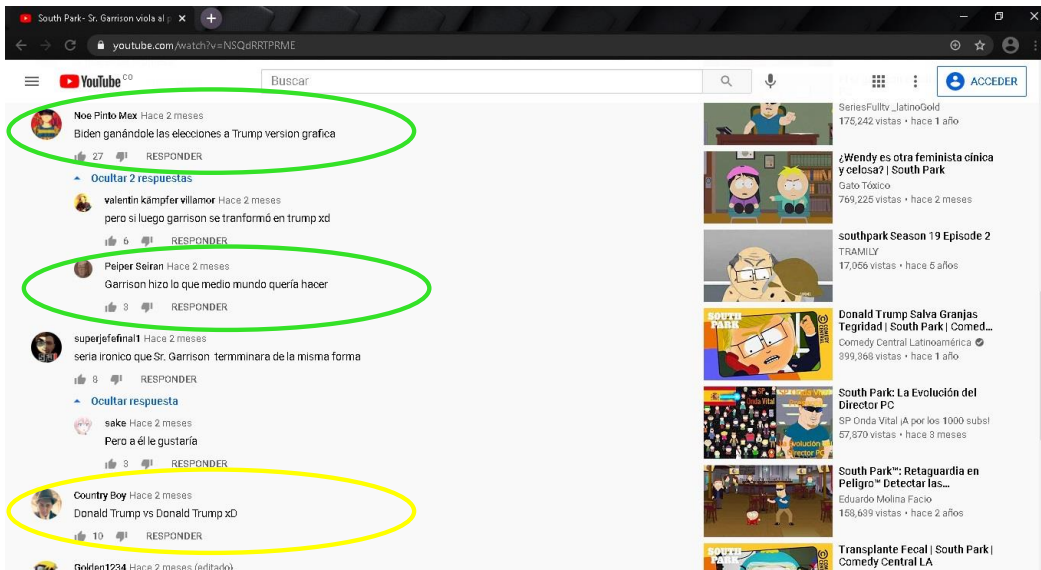 South Park- Sr. Garrison viola al p
youtube.com/watch?v=NSQdRRTPRME
YouTube CO
Buscar
ACCEDER
Noe Pinto Mex Hace 2 meses
Biden ganándole las elecciones a Trump version grafica
27 RESPONDER
Ocultar 2 respuestas
valentin kämpfer villamor Hace 2 meses
pero si luego garrison se tranformó en trump xd
6 RESPONDER
Peiper Seiran Hace 2 meses
Garrison hizo lo que medio mundo quería hacer
3 RESPONDER
superjefefinal1 Hace 2 meses
seria ironico que Sr. Garrison termminara de la misma forma
8 RESPONDER
Ocultar respuesta
sake Hace 2 meses
Pero a él le gustaría
3 RESPONDER
Country Boy Hace 2 meses
Donald Trump vs Donald Trump xD
10 RESPONDER
Golden1234 Hace 2 meses (editado)
SeriesFulltv_latinoGold
175,242 vistas • hace 1 año
¿Wendy es otra feminista cínica
y celosa? | South Park
Gato Tóxico
769,225 vistas • hace 2 meses
southpark Season 19 Episode 2
TRAMILY
17,056 vistas • hace 5 años
SOUTH
PARK
COMEDY
CENTRAL
Donald Trump Salva Granjas
Tegridad | South Park | Comed...
Comedy Central Latinoamérica
399,368 vistas • hace 1 año
SP
Onda Vital
South Park: La Evolución del
Director PC
SP Onda Vital ¡A por los 1000 subs!
57,870 vistas • hace 3 meses
South Park™: Retaguardia en
Peligro™ Detectar las...
Eduardo Molina Facio
158,639 vistas • hace 2 años
SOUTH
Transplante Fecal | South Park |
Comedy Central LA